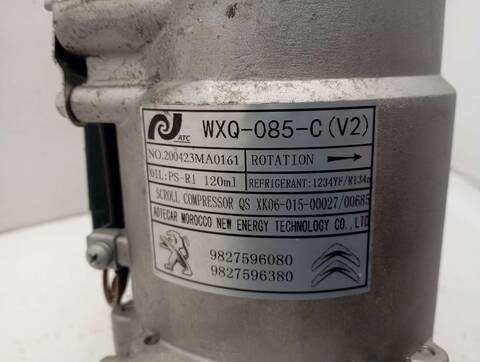 ATC
WXQ-085-C(V2)
NO.200423MA0161 ROTATION
OIL:PS-R1 120ml REFRIGERANT:1234YF/R134a
SCROLL COMPRESSOR QS XK06-015-00027/00685
AOTECAR MOROCCO NEW ENERGY TECHNOLOGY CO., LTD
9827596080
9827596380